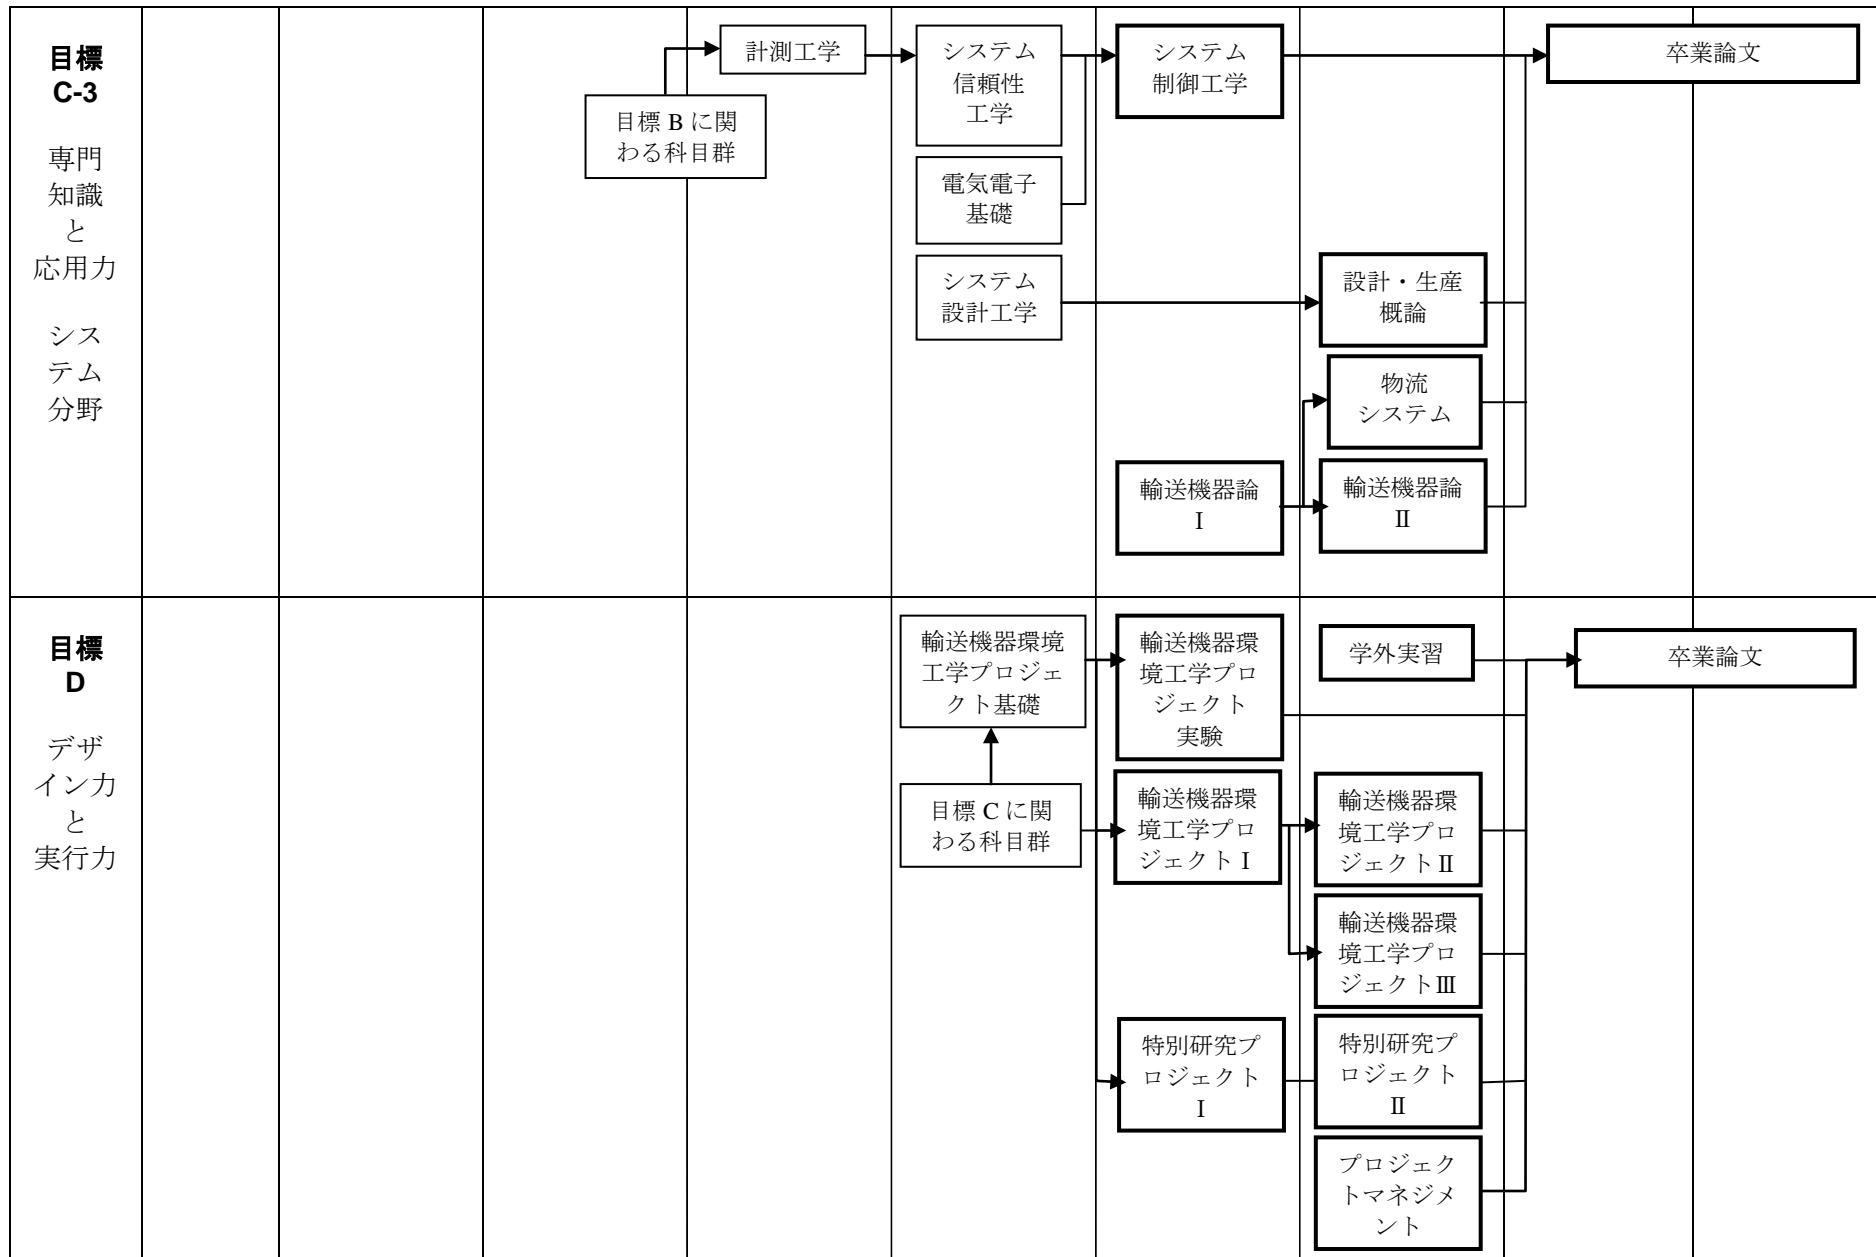 目標
C-3
専門
知識
と
応用力
シス
テム
分野
目標 B に関
わる科目群
計測工学
システム
信頼性
工学
電気電子
基礎
システム
設計工学
システム
制御工学
輸送機器論
Ⅰ
設計・生産
概論
物流
システム
輸送機器論
Ⅱ
卒業論文
目標
D
デザ
イン力
と
実行力
輸送機器環境
工学プロジェ
クト基礎
目標 C に関
わる科目群
輸送機器環
境工学プロ
ジェクト
実験
輸送機器環
境工学プロ
ジェクトⅠ
特別研究プ
ロジェクト
Ⅰ
学外実習
輸送機器環
境工学プロ
ジェクトⅡ
輸送機器環
境工学プロ
ジェクトⅢ
特別研究プ
ロジェクト
Ⅱ
プロジェク
トマネジメ
ント
卒業論文